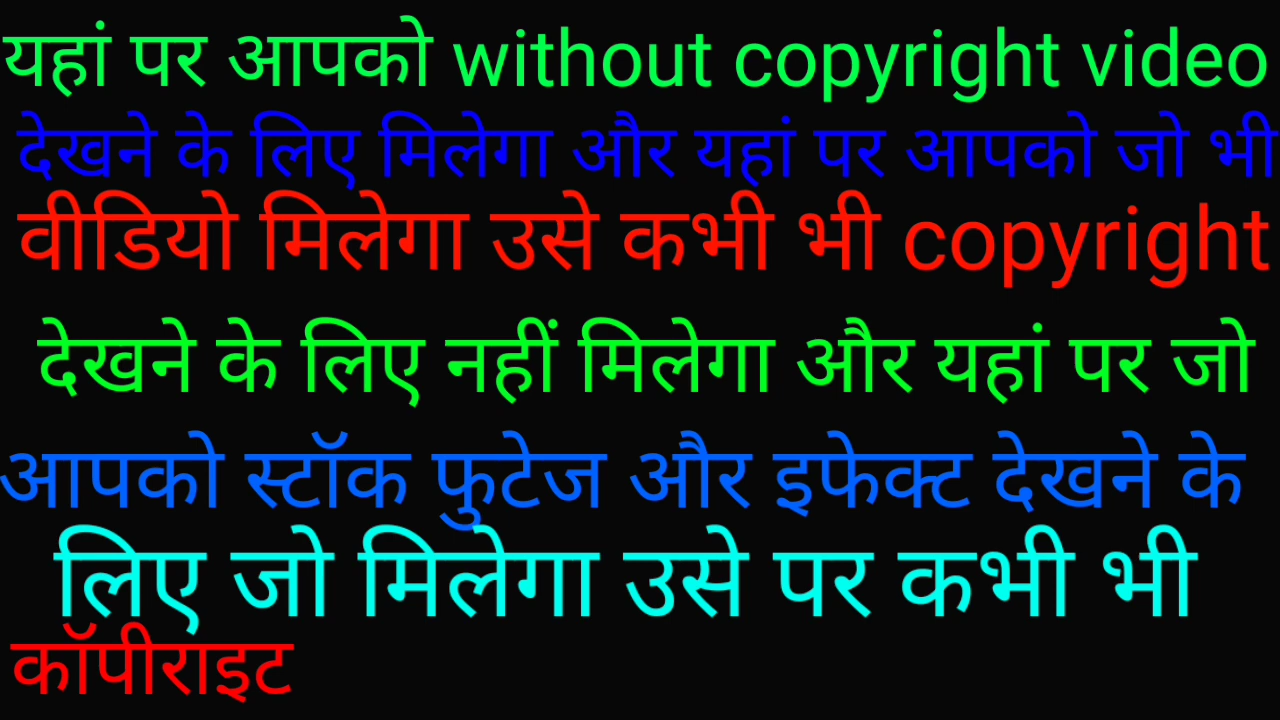 यहां पर आपको without copyright video
देखने के लिए मिलेगा और यहां पर आपको जो भी
वीडियो मिलेगा उसे कभी भी copyright
देखने के लिए नहीं मिलेगा और यहां पर जो
आपको स्टॉक फुटेज और इफेक्ट देखने के
लिए जो मिलेगा उसे पर कभी भी
कॉपीराइट